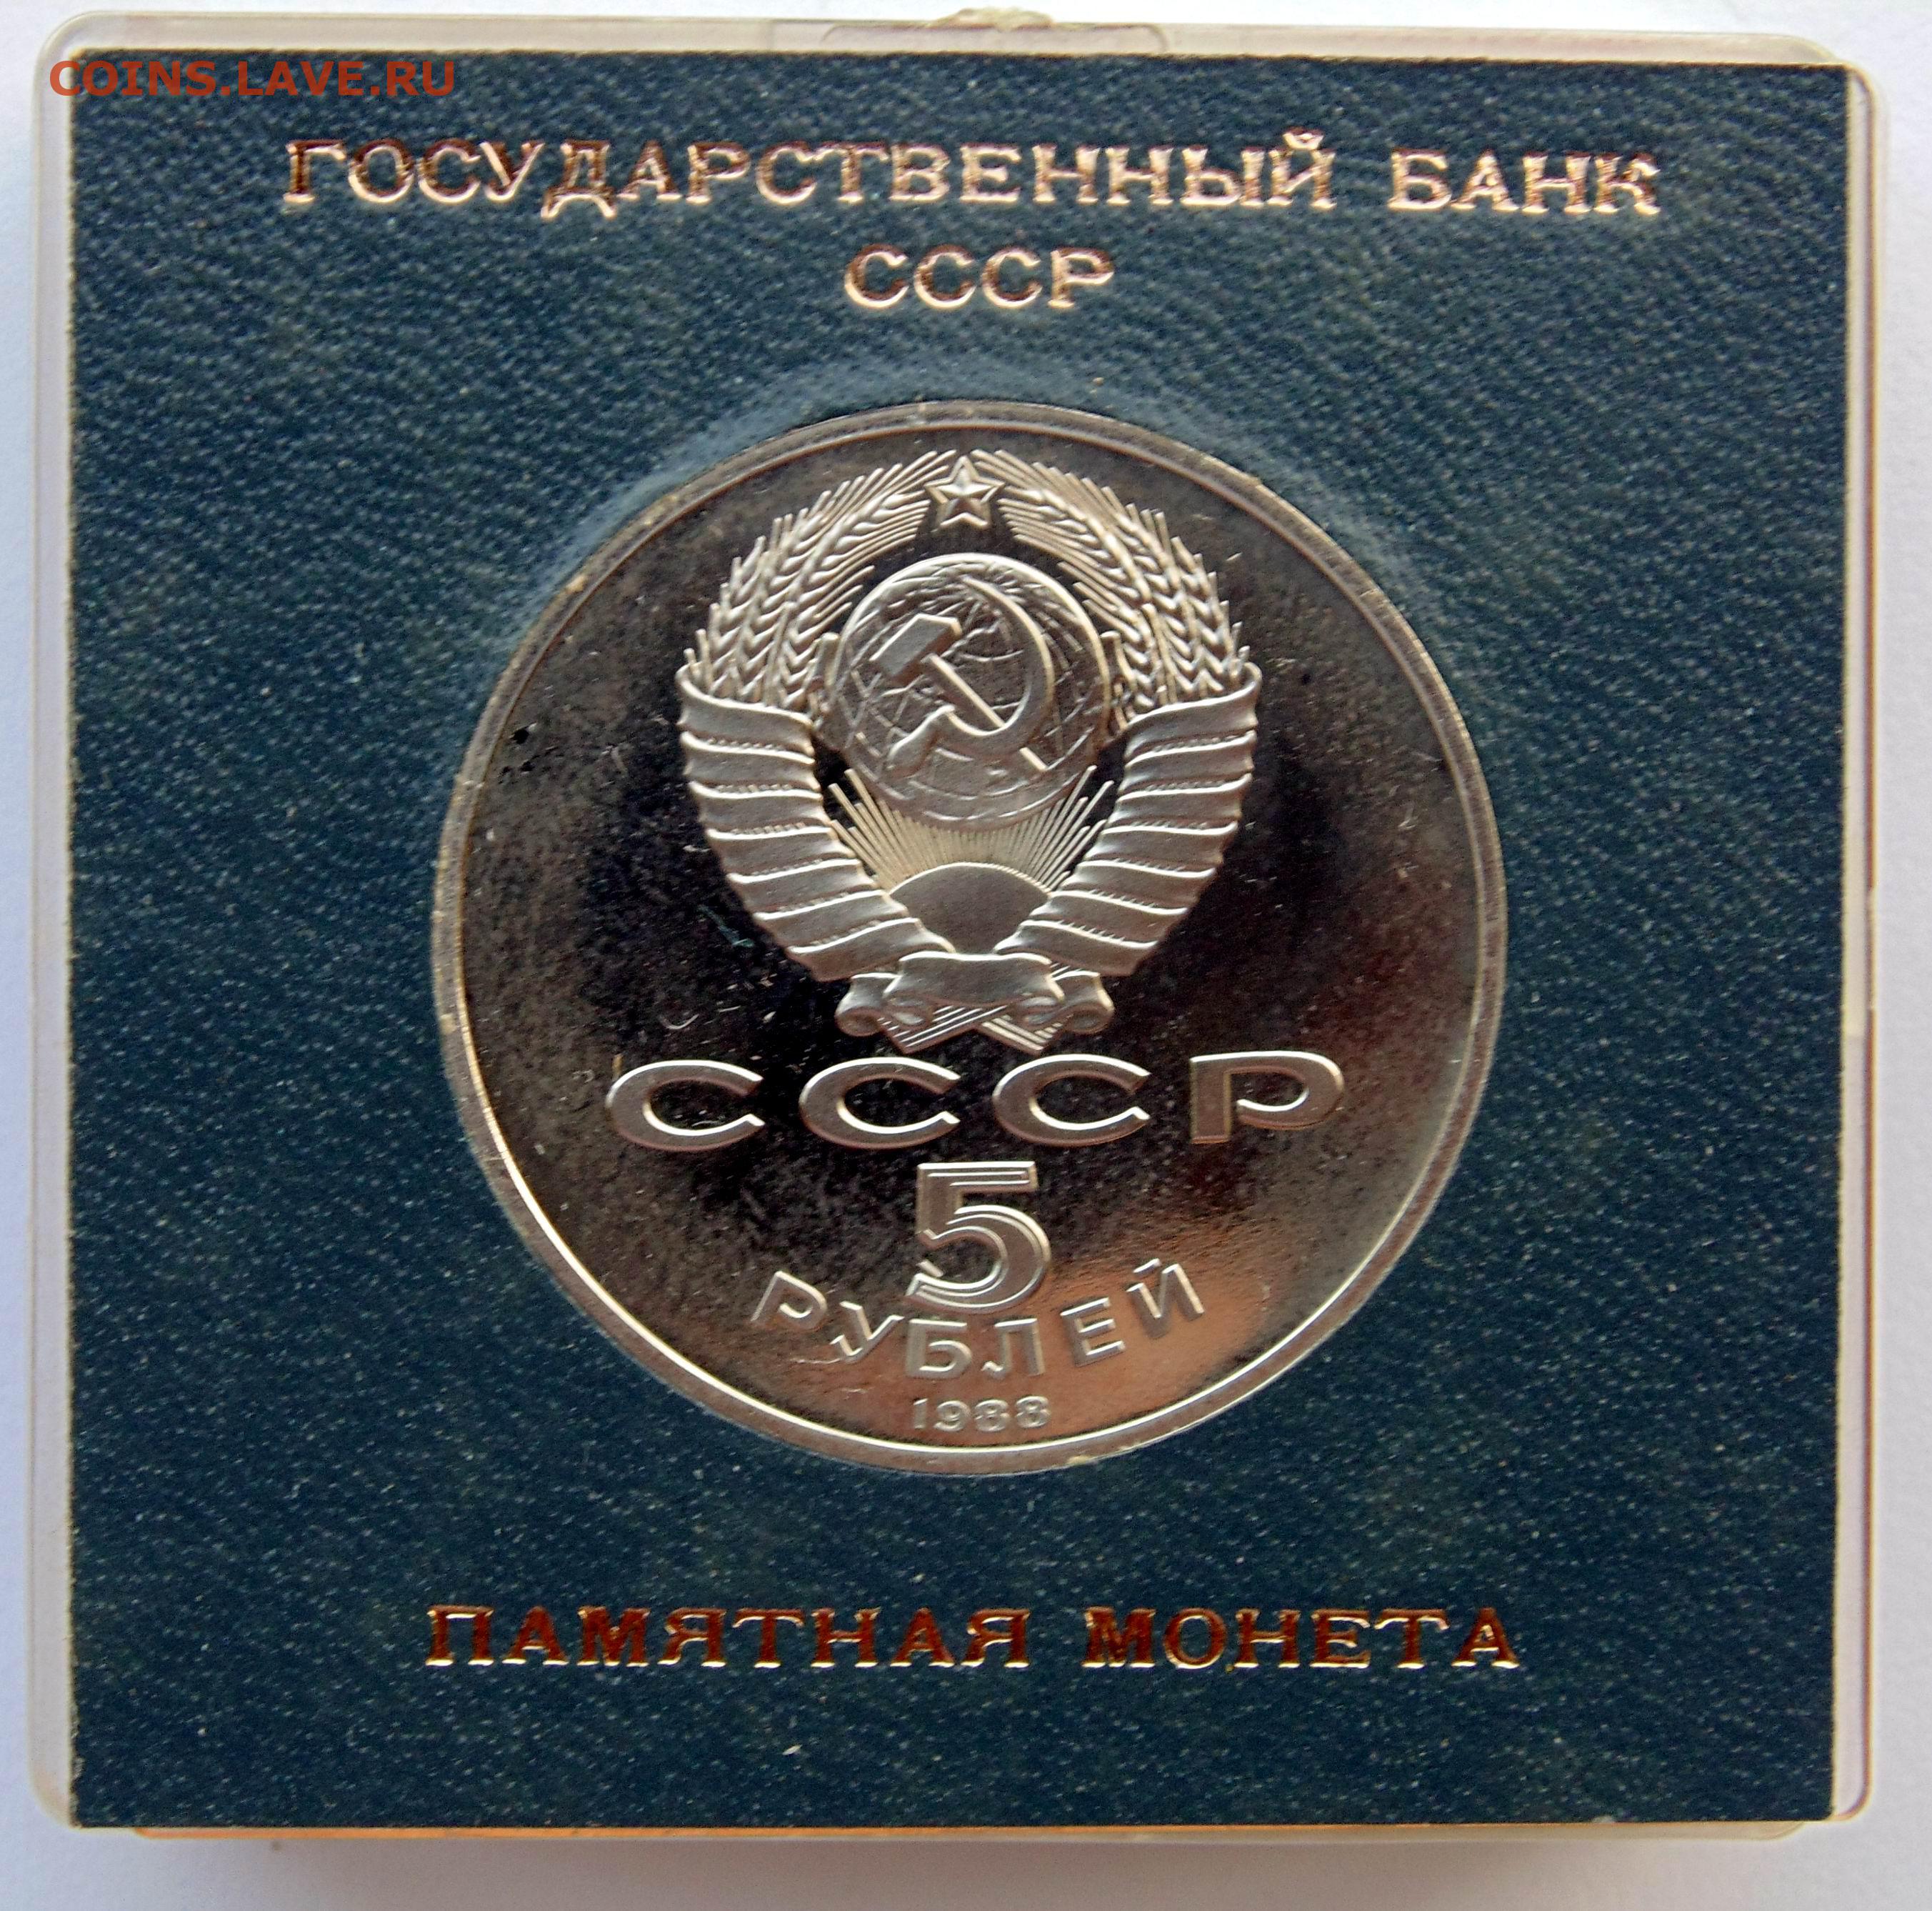 COINS.LAVE.RU
ГОСУДАРСТВЕННЫЙ БАНК
СССР
СССР
5
РУБЛЕЙ
1988
ПАМЯТНАЯ МОНЕТА